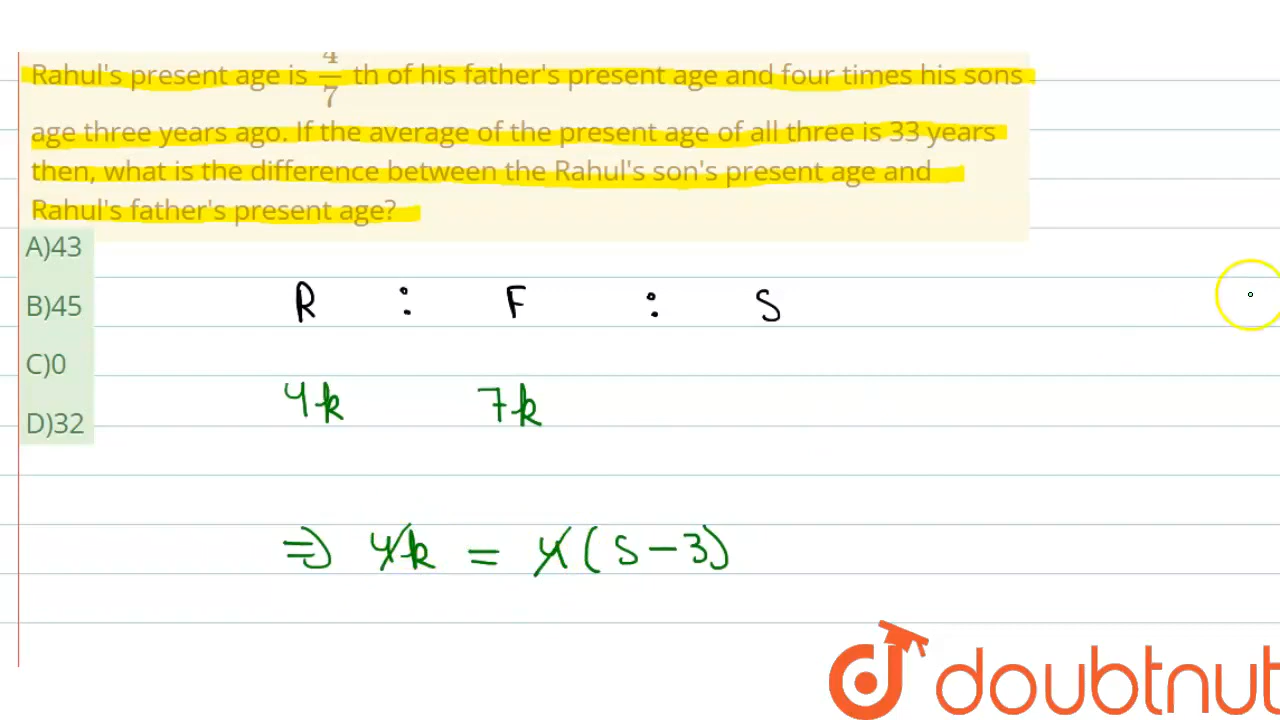 Rahul's present age is 4/7 th of his father's present age and four times his sons
age three years ago. If the average of the present age of all three is 33 years
then, what is the difference between the Rahul's son's present age and
Rahul's father's present age?
A)43
B)45
C)0
D)32
R : F : S
4k 7k
⇒ 4k = 4(S-3)
doubtnut